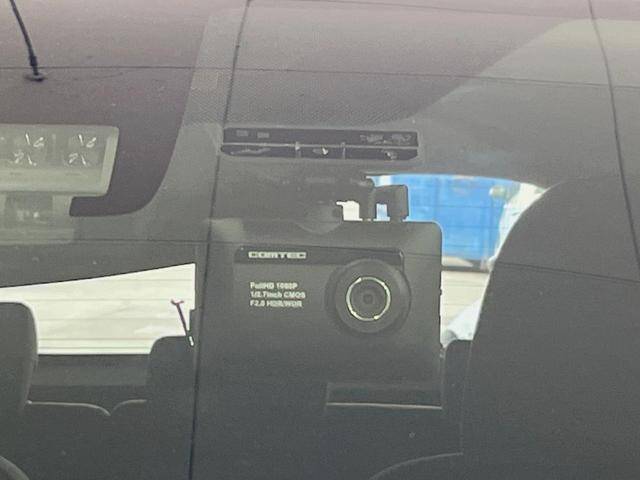 COMTEC
FullHD 1080P
1/2.7inch CMOS
F2.0 HDR/WDR